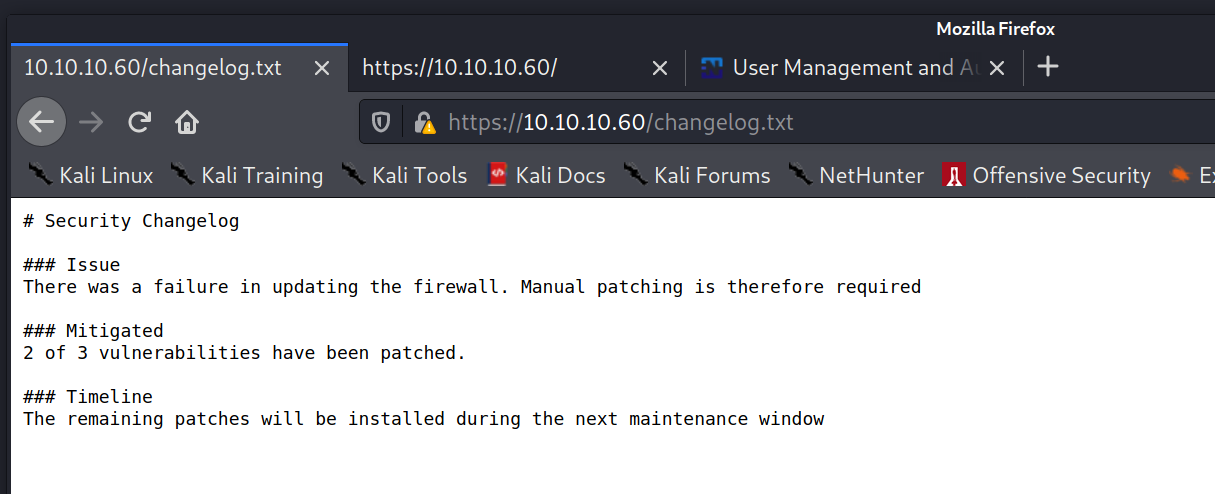 Mozilla Firefox
10.10.10.60/changelog.txt
https://10.10.10.60/
User Management and
https://10.10.10.60/changelog.txt
Kali Linux
Kali Training
Kali Tools
Kali Docs
Kali Forums
NetHunter
Offensive Security
# Security Changelog
### Issue
There was a failure in updating the firewall. Manual patching is therefore required
### Mitigated
2 of 3 vulnerabilities have been patched.
### Timeline
The remaining patches will be installed during the next maintenance window